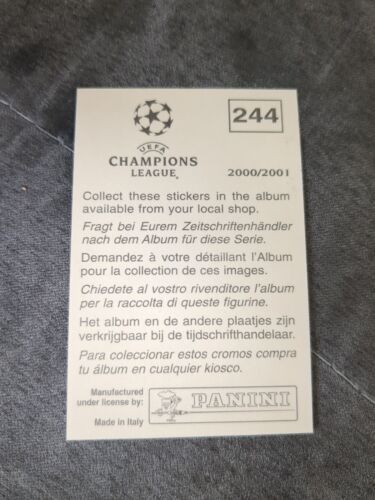 244
UEFA
CHAMPIONS
LEAGUE®
2000/2001
Collect these stickers in the album
available from your local shop.
Fragt bei Eurem Zeitschriftenhändler
nach dem Album für diese Serie.
Demandez à votre détaillant l'Album
pour la collection de ces images.
Chiedete al vostro rivenditore l'album
per la raccolta di queste figurine.
Het album en de andere plaatjes zijn
verkrijgbaar bij de tijdschrifthandelaar.
Para coleccionar estos cromos compra
tu álbum en cualquier kiosco.
Manufactured
under license by:
Made in Italy
PANINI